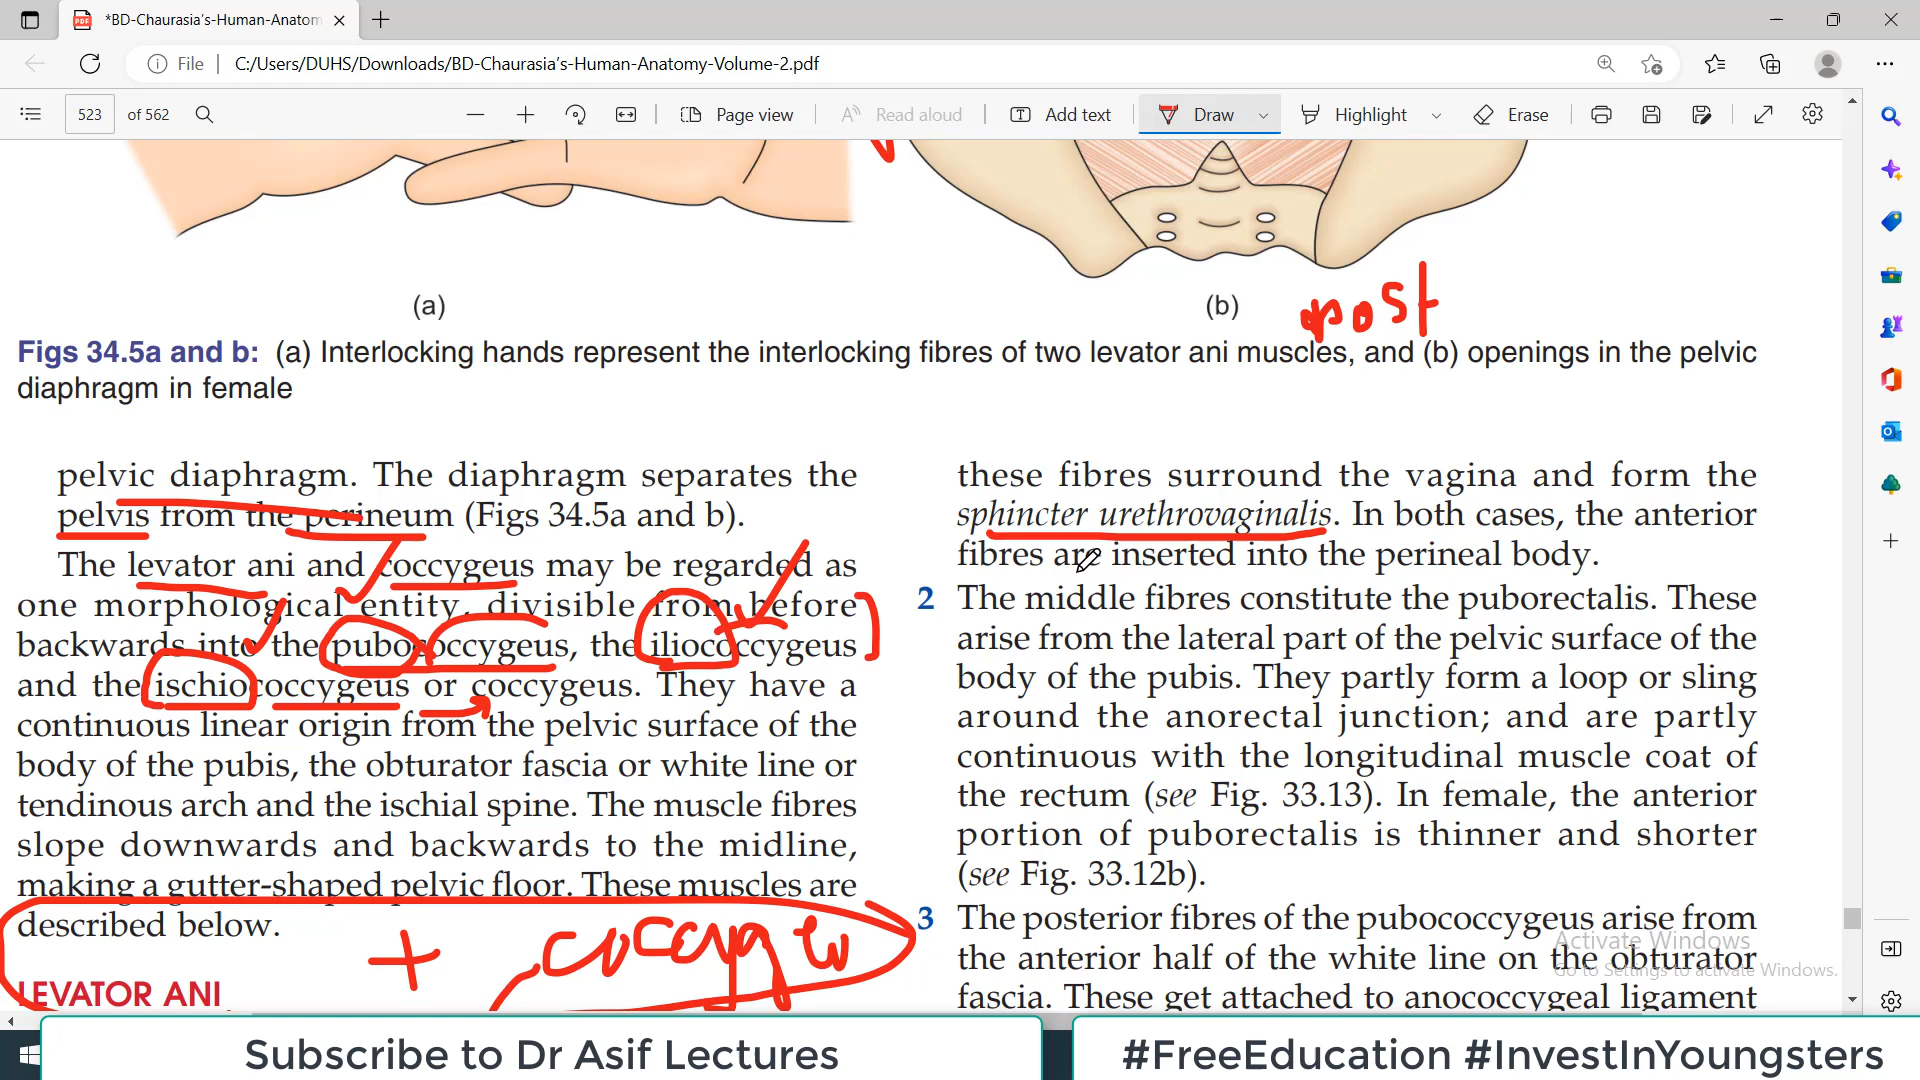 *BD-Chaurasia's-Human-Anatom
File
C:/Users/DUHS/Downloads/BD-Chaurasia's-Human-Anatomy-Volume-2.pdf
523 of 562
Page view
Read aloud
Add text
Draw
Highlight
Erase
(a)
(b)
post
Figs 34.5a and b: (a) Interlocking hands represent the interlocking fibres of two levator ani muscles, and (b) openings in the pelvic
diaphragm in female
pelvic diaphragm. The diaphragm separates the
pelvis from the perineum (Figs 34.5a and b).
The levator ani and coccygeus may be regarded as
one morphological entity, divisible from before
backwards into the pubococcygeus, the iliococcygeus
and the ischiococcygeus or coccygeus. They have a
continuous linear origin from the pelvic surface of the
body of the pubis, the obturator fascia or white line or
tendinous arch and the ischial spine. The muscle fibres
slope downwards and backwards to the midline,
making a gutter-shaped pelvic floor. These muscles are
described below.
+ coccygeu
LEVATOR ANI
these fibres surround the vagina and form the
sphincter urethrovaginalis. In both cases, the anterior
fibres are inserted into the perineal body.
2 The middle fibres constitute the puborectalis. These
arise from the lateral part of the pelvic surface of the
body of the pubis. They partly form a loop or sling
around the anorectal junction; and are partly
continuous with the longitudinal muscle coat of
the rectum (see Fig. 33.13). In female, the anterior
portion of puborectalis is thinner and shorter
(see Fig. 33.12b).
3 The posterior fibres of the pubococcygeus arise from
the anterior half of the white line on the obturator
fascia. These get attached to anococcygeal ligament
Activate Windows
Go to Settings to activate Windows.
Subscribe to Dr Asif Lectures
#FreeEducation #InvestInYoungsters